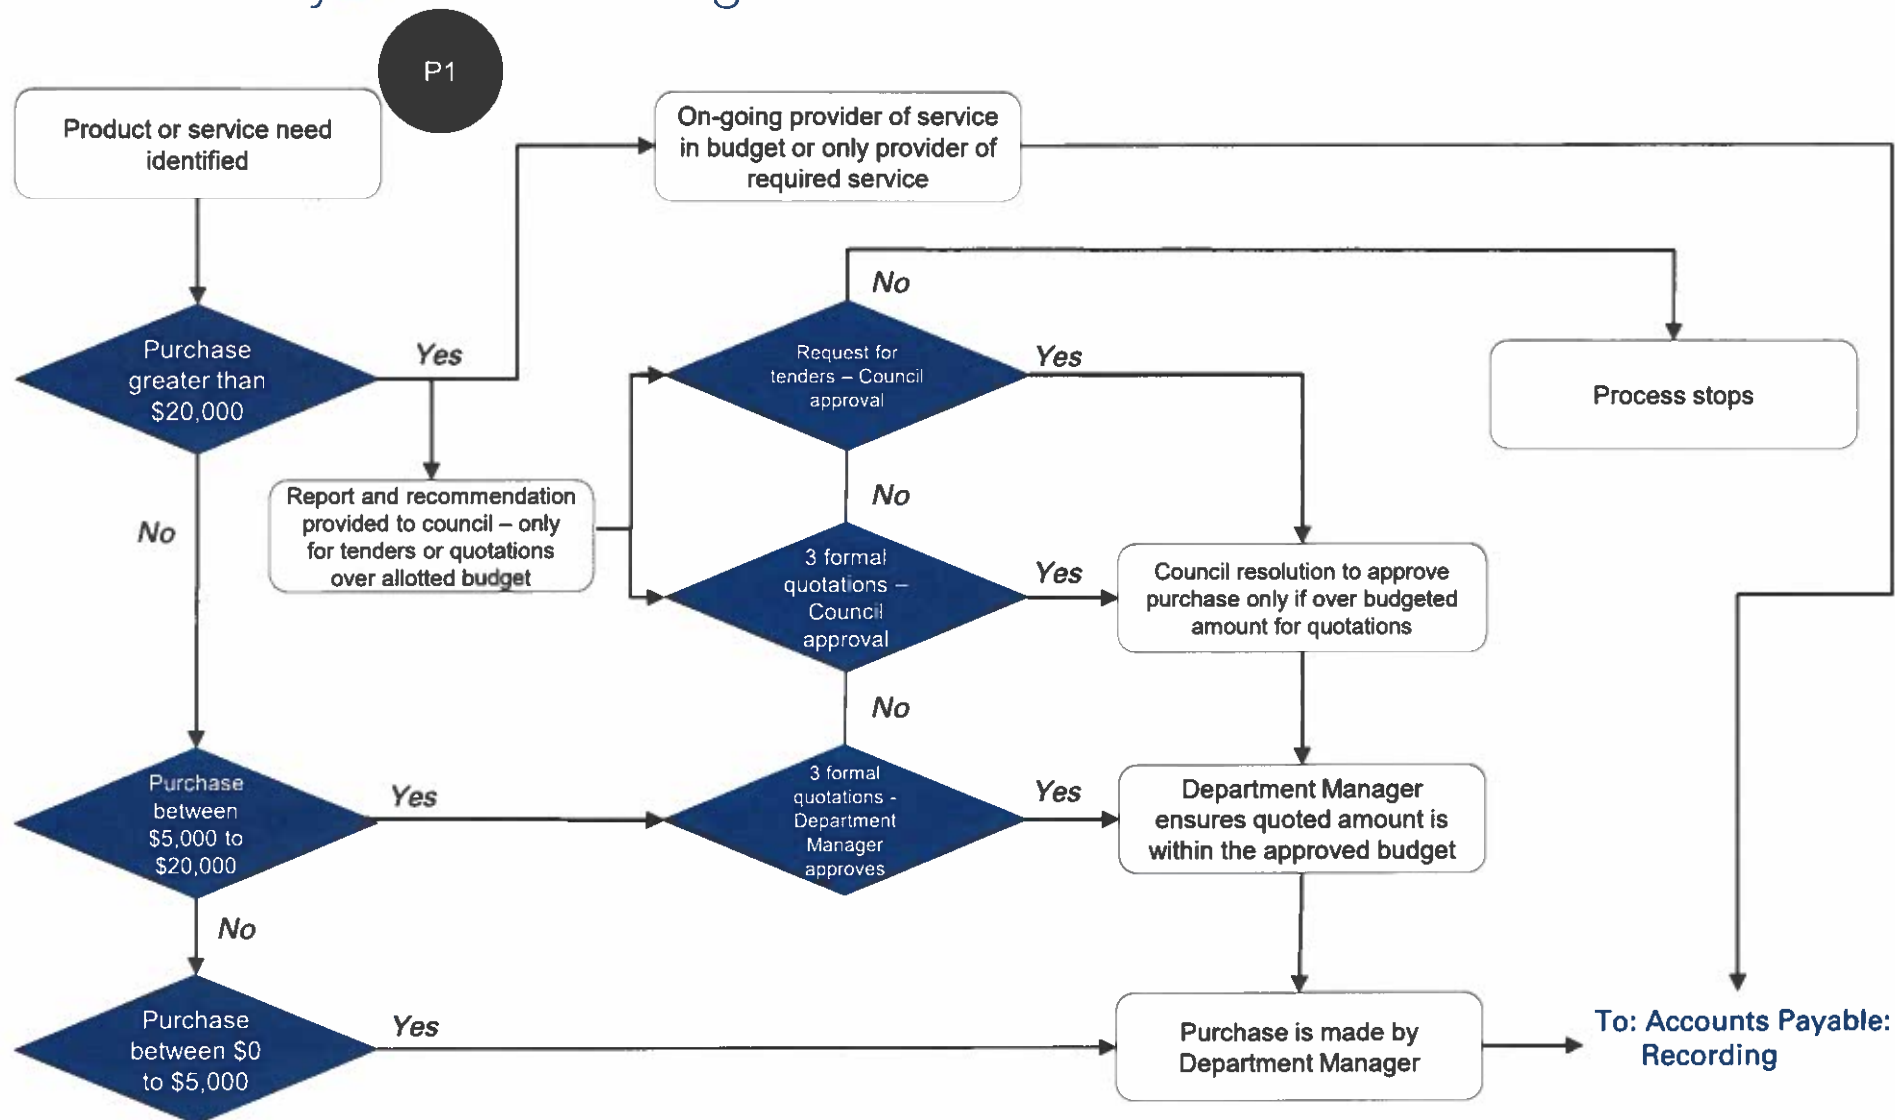 P1
Product or service need
identified
On-going provider of service
in budget or only provider of
required service
No
Purchase
greater than
$20,000
Yes
Request for
tenders – Council
approval
Yes
Process stops
No
Report and recommendation
provided to council – only
for tenders or quotations
over allotted budget
No
3 formal
quotations –
Council
approval
Yes
Council resolution to approve
purchase only if over budgeted
amount for quotations
No
Purchase
between
$5,000 to
$20,000
Yes
3 formal
quotations -
Department
Manager
approves
Yes
Department Manager
ensures quoted amount is
within the approved budget
No
Purchase
between $0
to $5,000
Yes
Purchase is made by
Department Manager
To: Accounts Payable:
Recording